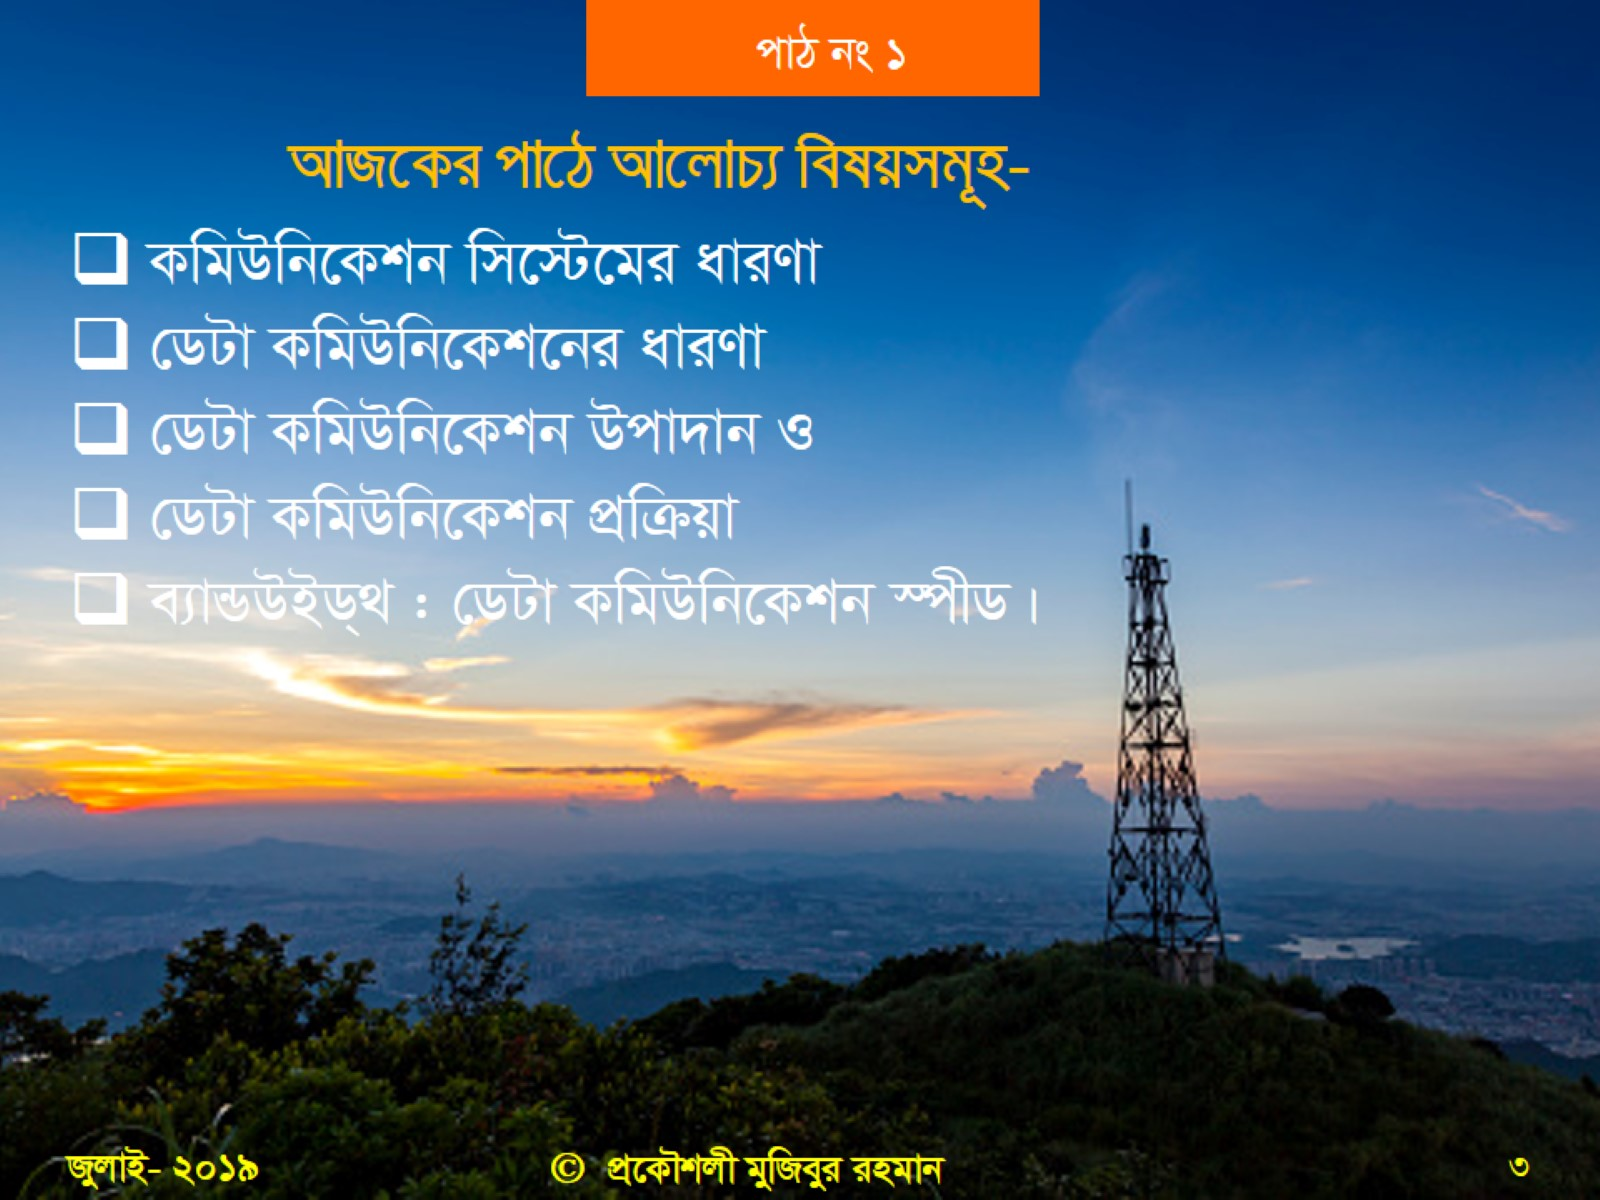 পাঠ নং ১
আজকের পাঠে আলোচ্য বিষয়সমূহ-
কমিউনিকেশন সিস্টেমের ধারণা
ডেটা কমিউনিকেশনের ধারণা
ডেটা কমিউনিকেশন উপাদান ও
ডেটা কমিউনিকেশন প্রক্রিয়া
ব্যান্ডউইড্থ : ডেটা কমিউনিকেশন স্পীড।
জুলাই- ২০১৯ © প্রকৌশলী মুজিবুর রহমান ৩